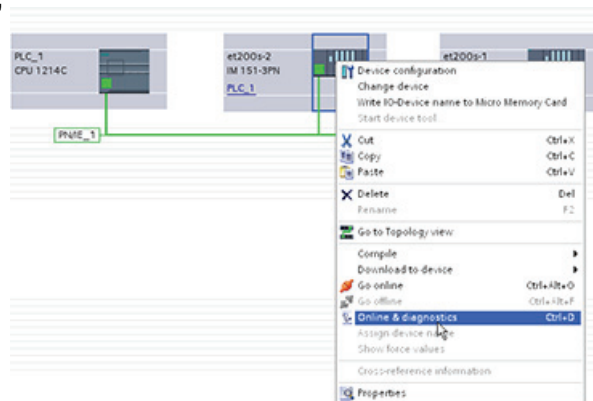 PLC_1
CPU 1214C
et200s-2
IM 151-3PN
PLC_1
et200s-1
PN/IE_1
Device configuration
Change device
Write IO-Device name to Micro Memory Card
Start device tool
Cut Ctrl+X
Copy Ctrl+C
Paste Ctrl+V
Delete Del
Rename F2
Go to Topology view
Compile
Download to device
Go online Ctrl+Alt+O
Go offline Ctrl+Alt+F
Online & diagnostics Ctrl+D
Assign device name
Show force values
Cross-reference information
Properties